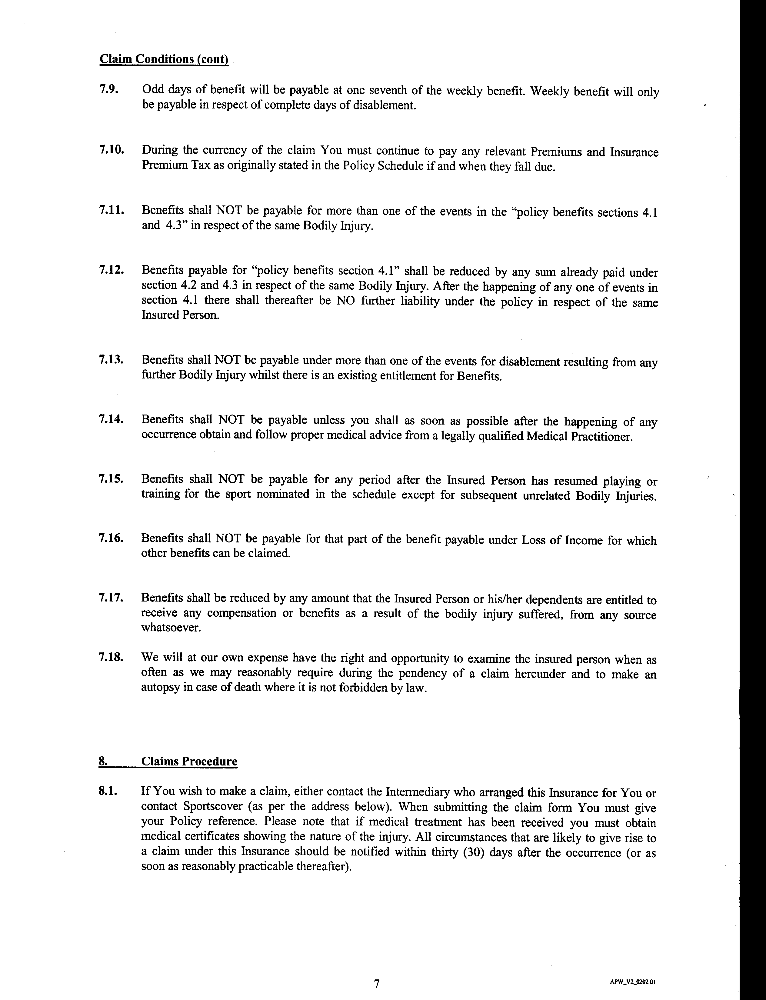 Claim Conditions (cont)
7.9. Odd days of benefit will be payable at one seventh of the weekly benefit. Weekly benefit will only
be payable in respect of complete days of disablement.
7.10. During the currency of the claim You must continue to pay any relevant Premiums and Insurance
Premium Tax as originally stated in the Policy Schedule if and when they fall due.
7.11. Benefits shall NOT be payable for more than one of the events in the “policy benefits sections 4.1
and 4.3” in respect of the same Bodily Injury.
7.12. Benefits payable for “policy benefits section 4.1” shall be reduced by any sum already paid under
section 4.2 and 4.3 in respect of the same Bodily Injury. After the happening of any one of events in
section 4.1 there shall thereafter be NO further liability under the policy in respect of the same
Insured Person.
7.13. Benefits shall NOT be payable under more than one of the events for disablement resulting from any
further Bodily Injury whilst there is an existing entitlement for Benefits.
7.14. Benefits shall NOT be payable unless you shall as soon as possible after the happening of any
occurrence obtain and follow proper medical advice from a legally qualified Medical Practitioner.
7.15. Benefits shall NOT be payable for any period after the Insured Person has resumed playing or
training for the sport nominated in the schedule except for subsequent unrelated Bodily Injuries.
7.16. Benefits shall NOT be payable for that part of the benefit payable under Loss of Income for which
other benefits can be claimed.
7.17. Benefits shall be reduced by any amount that the Insured Person or his/her dependents are entitled to
receive any compensation or benefits as a result of the bodily injury suffered, from any source
whatsoever.
7.18. We will at our own expense have the right and opportunity to examine the insured person when as
often as we may reasonably require during the pendency of a claim hereunder and to make an
autopsy in case of death where it is not forbidden by law.
8. Claims Procedure
8.1. If You wish to make a claim, either contact the Intermediary who arranged this Insurance for You or
contact Sportscover (as per the address below). When submitting the claim form You must give
your Policy reference. Please note that if medical treatment has been received you must obtain
medical certificates showing the nature of the injury. All circumstances that are likely to give rise to
a claim under this Insurance should be notified within thirty (30) days after the occurrence (or as
soon as reasonably practicable thereafter).
7
APW_V2_0202.01